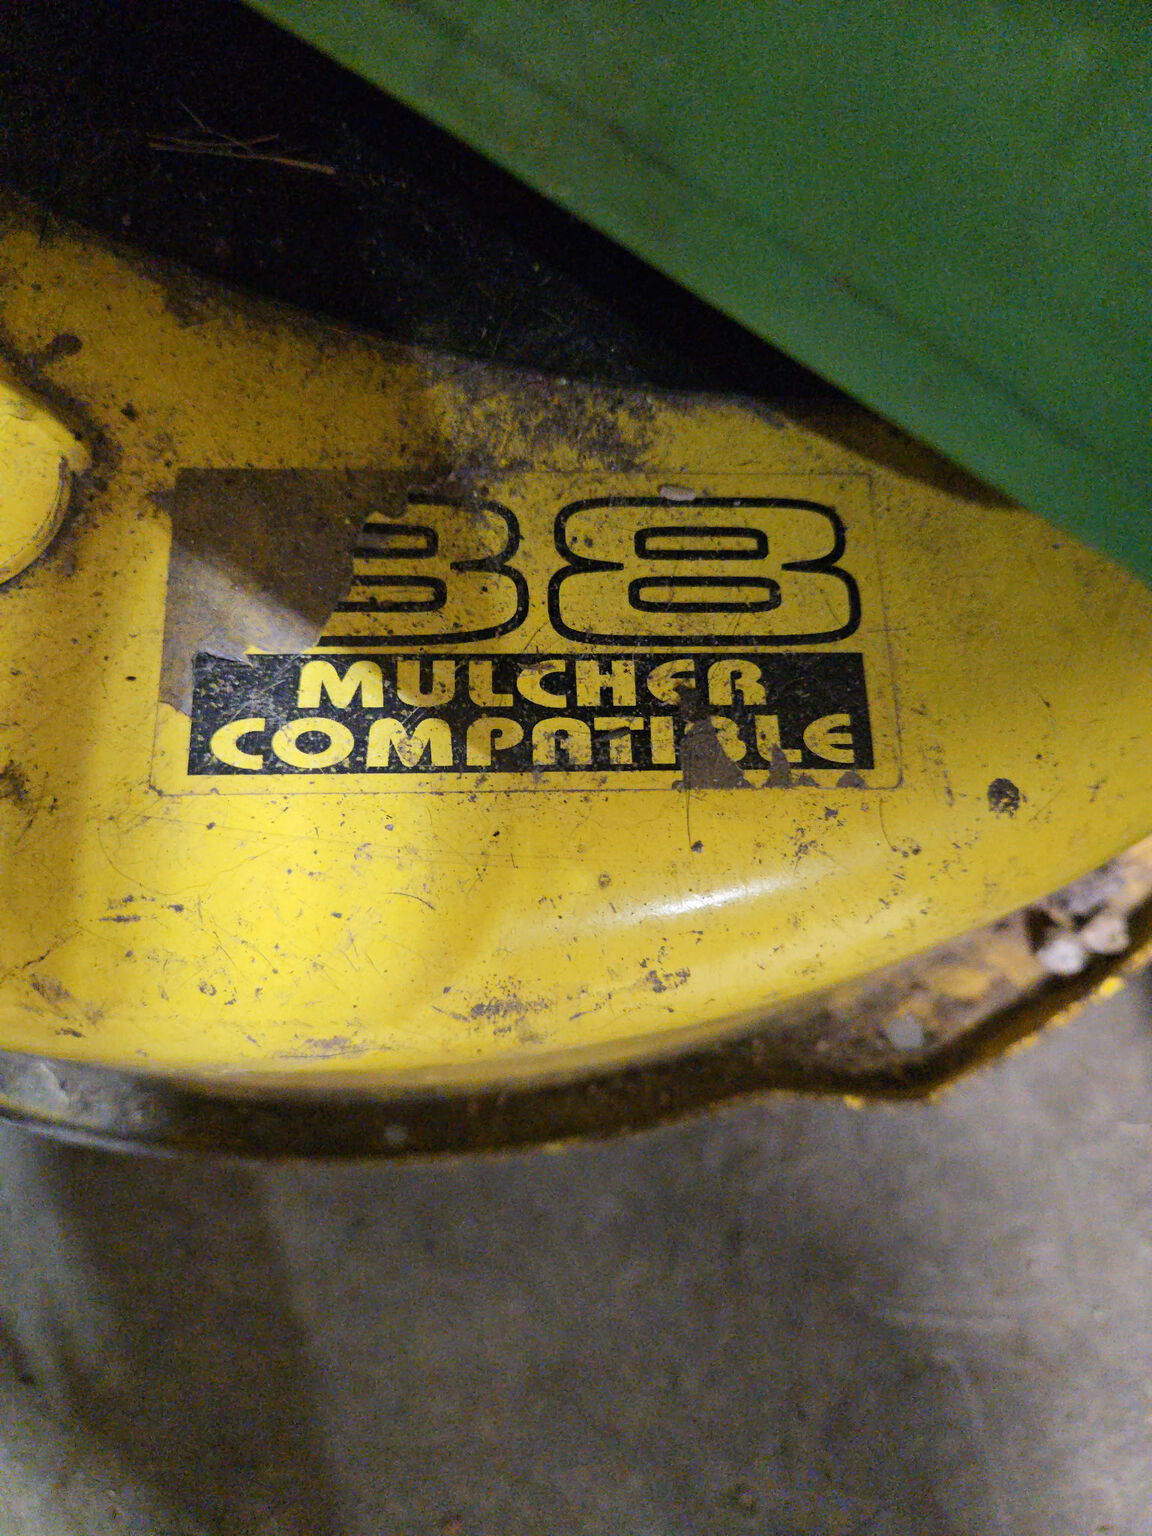 38
MULCHER
COMPATIBLE